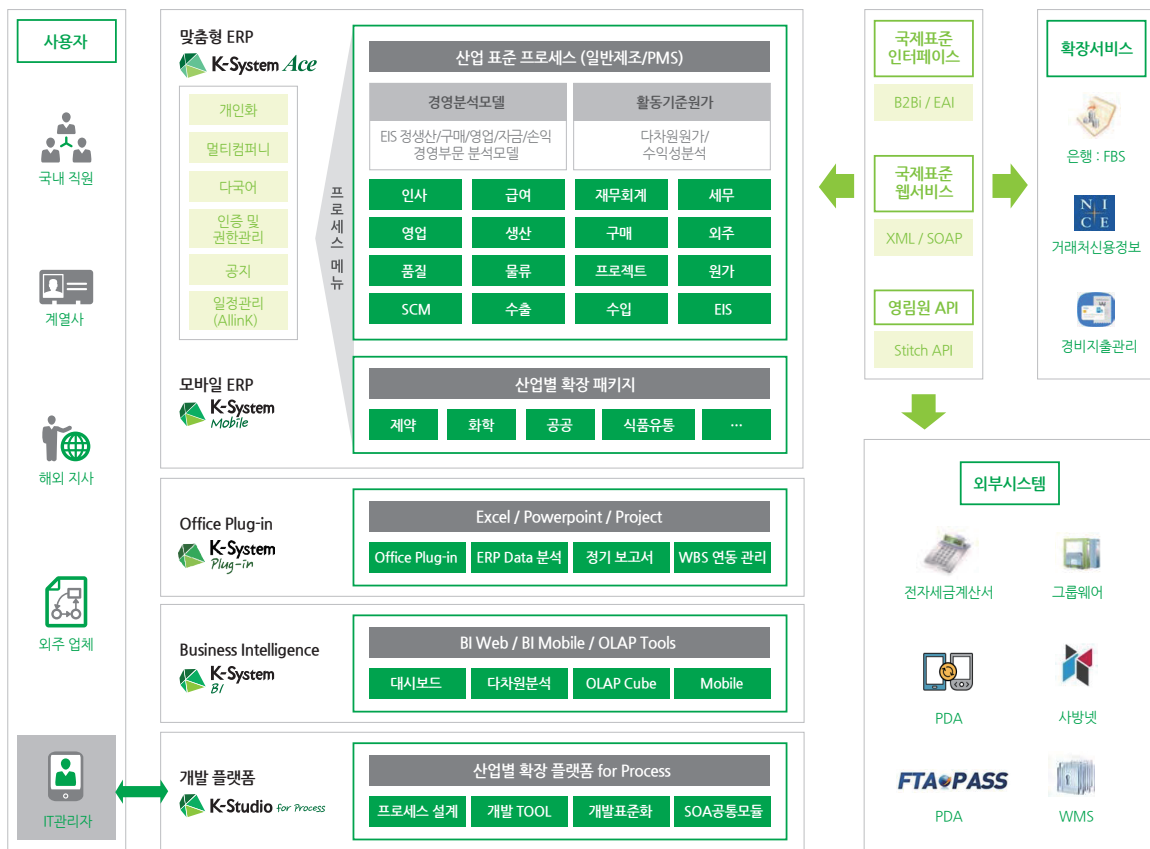 사용자
국내 직원
계열사
해외 지사
외주 업체
IT관리자
맞춤형 ERP
K-System Ace
개인화
멀티컴퍼니
다국어
인증 및
권한관리
공지
일정관리
(AllinK)
프로세스 메뉴
산업 표준 프로세스 (일반제조/PMS)
경영분석모델
활동기준원가
EIS 정생산/구매/영업/자금/손익
경영부문 분석모델
다차원원가/
수익성분석
인사
급여
재무회계
세무
영업
생산
구매
외주
품질
물류
프로젝트
원가
SCM
수출
수입
EIS
모바일 ERP
K-System
Mobile
산업별 확장 패키지
제약
화학
공공
식품유통
...
Office Plug-in
K-System
Plug-in
Excel / Powerpoint / Project
Office Plug-in
ERP Data 분석
정기 보고서
WBS 연동 관리
Business Intelligence
K-System
BI
BI Web / BI Mobile / OLAP Tools
대시보드
다차원분석
OLAP Cube
Mobile
개발 플랫폼
K-Studio for Process
산업별 확장 플랫폼 for Process
프로세스 설계
개발 TOOL
개발표준화
SOA공통모듈
국제표준
인터페이스
B2Bi / EAI
국제표준
웹서비스
XML / SOAP
영림원 API
Stitch API
확장서비스
은행 : FBS
NICE
거래처신용정보
경비지출관리
외부시스템
전자세금계산서
그룹웨어
PDA
사방넷
FTA PASS
PDA
WMS